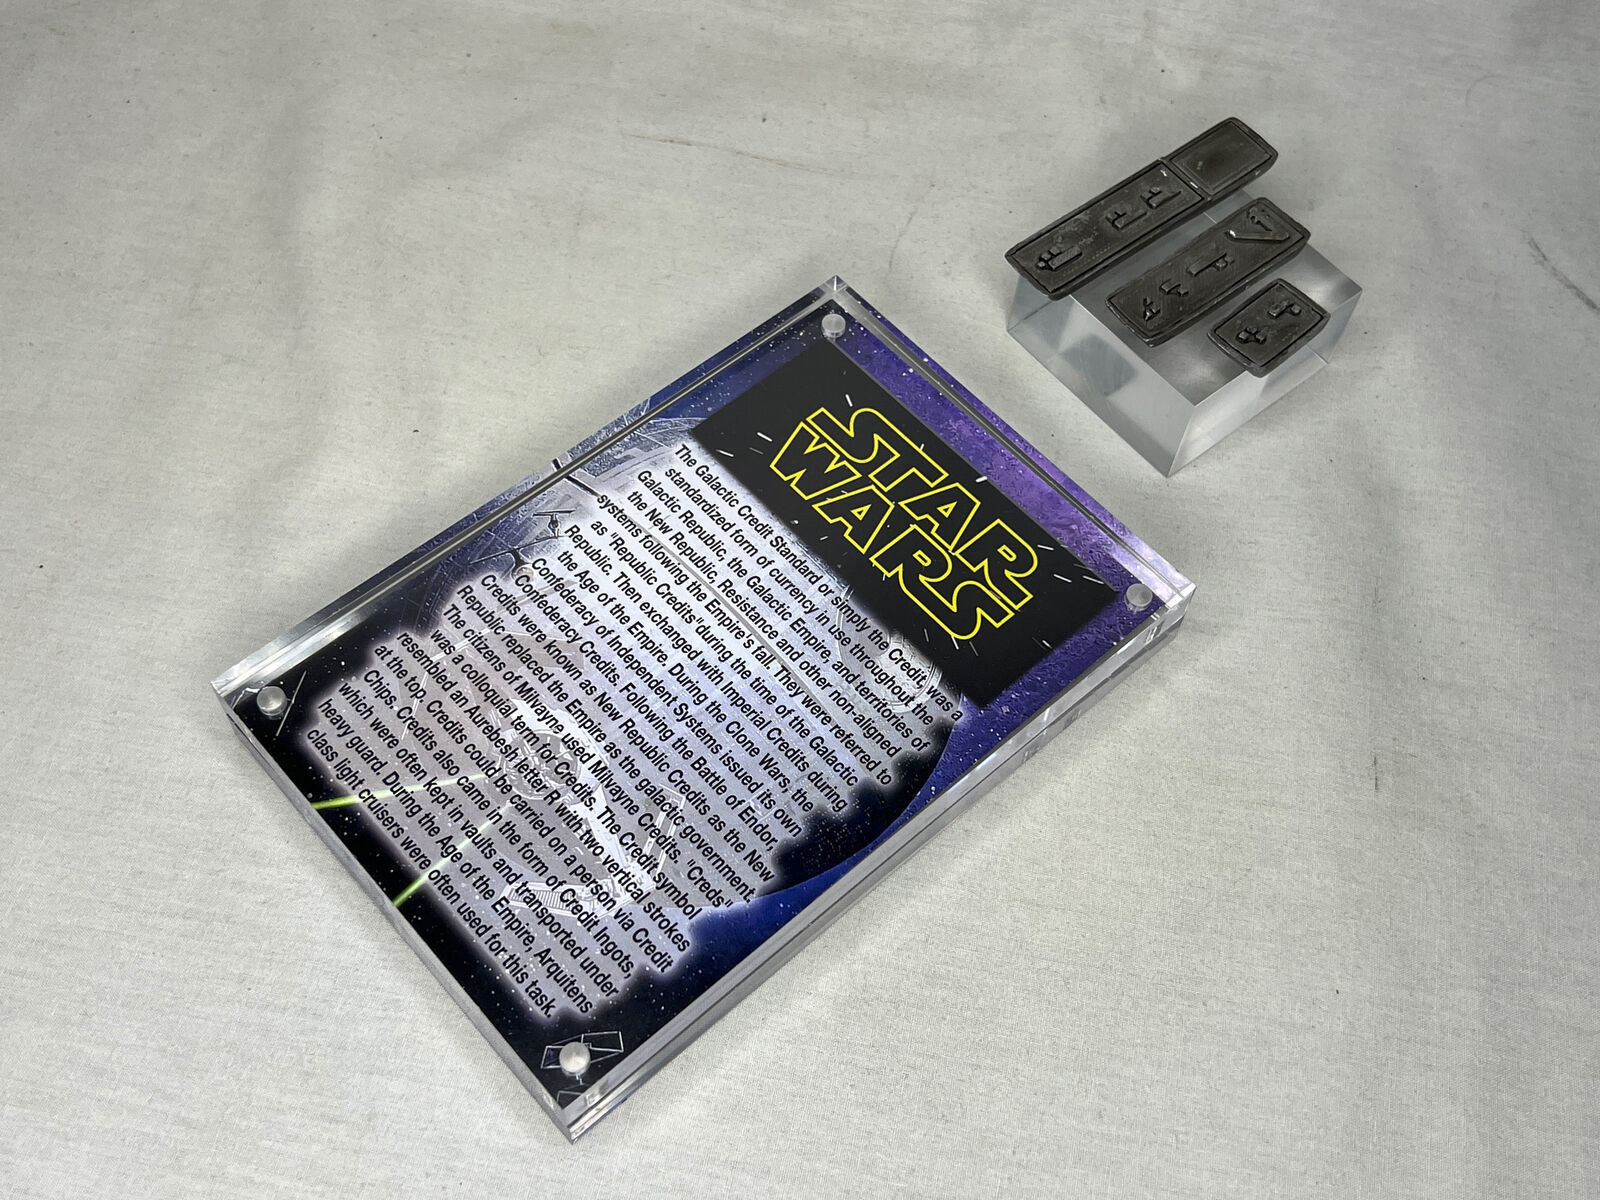 STAR
WARS
The Galactic Credit Standard or simply the Credit, was a
standardized form of currency in use throughout the
Galactic Republic, the Galactic Empire, and territories of
the New Republic, Resistance and other non-aligned
systems following the Empire's fall. They were referred to
as "Republic Credits"during the time of the Galactic
Republic. Then exchanged with Imperial Credits during
the Age of the Empire. During the Clone Wars, the
Confederacy of Independent Systems issued its own
Confederacy Credits. Following the Battle of Endor,
Credits were known as New Republic Credits as the New
Republic replaced the Empire as the galactic government.
The citizens of Milvayne used Milvayne Credits. "Creds"
was a colloquial term for Credits. The Credit symbol
resembled an Aurebesh letter R with two vertical strokes
at the top. Credits could be carried on a person via Credit
Chips. Credits also came in the form of Credit Ingots,
which were often kept in vaults and transported under
heavy guard. During the Age of the Empire, Arquitens
class light cruisers were often used for this task.